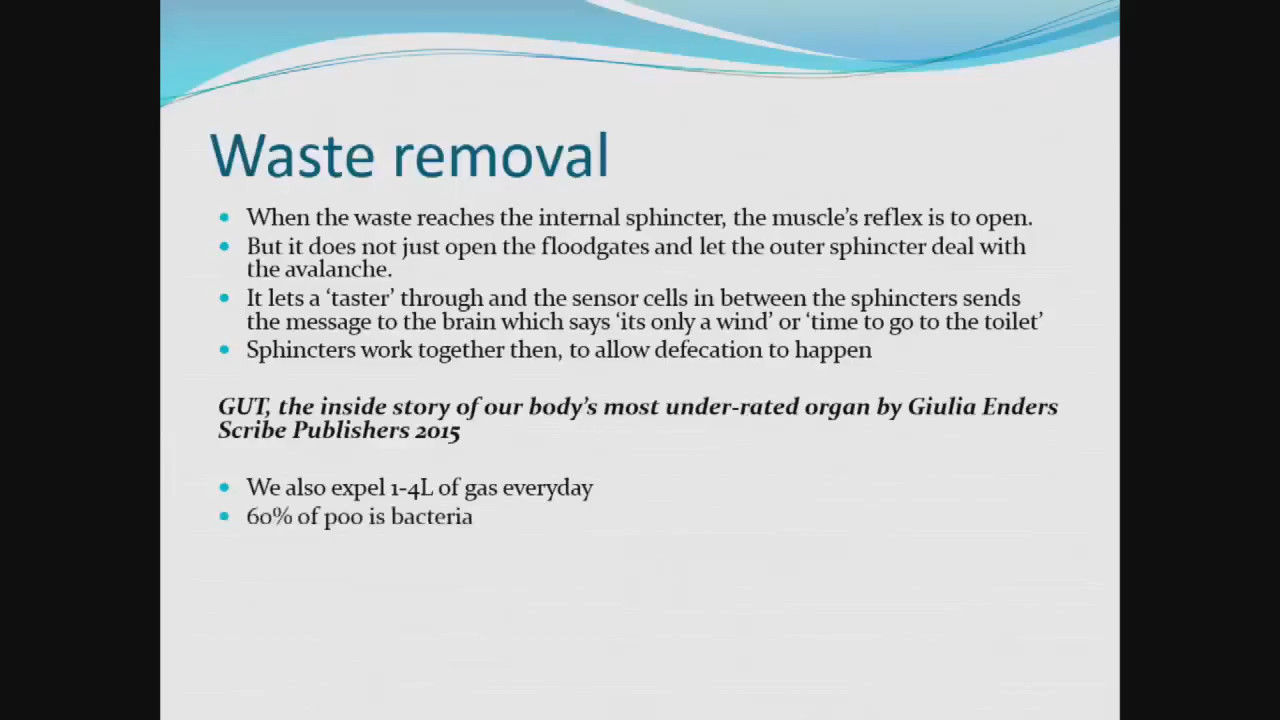 Waste removal
• When the waste reaches the internal sphincter, the muscle’s reflex is to open.
• But it does not just open the floodgates and let the outer sphincter deal with
the avalanche.
• It lets a ‘taster’ through and the sensor cells in between the sphincters sends
the message to the brain which says ‘its only a wind’ or ‘time to go to the toilet’
• Sphincters work together then, to allow defecation to happen
GUT, the inside story of our body’s most under-rated organ by Giulia Enders
Scribe Publishers 2015
• We also expel 1-4L of gas everyday
• 60% of poo is bacteria